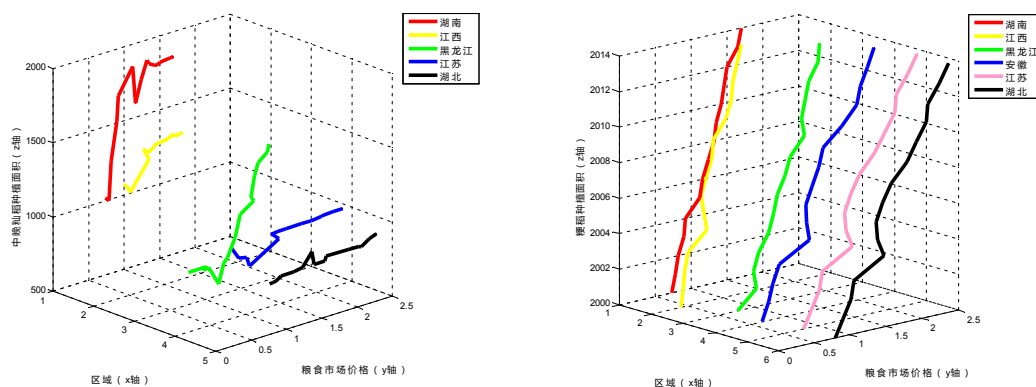 湖南
江西
黑龙江
江苏
湖北
2000
1500
1000
500
中晚籼稻种植面积（z轴）
1
2
3
4
5
区域（x轴）
0
0.5
1
1.5
2
2.5
粮食市场价格（y轴）
湖南
江西
黑龙江
安徽
江苏
湖北
2014
2012
2010
2008
2006
2004
2002
2000
粳稻种植面积（z轴）
1
2
3
4
5
6
区域（x轴）
0
0.5
1
1.5
2
2.5
粮食市场价格（y轴）